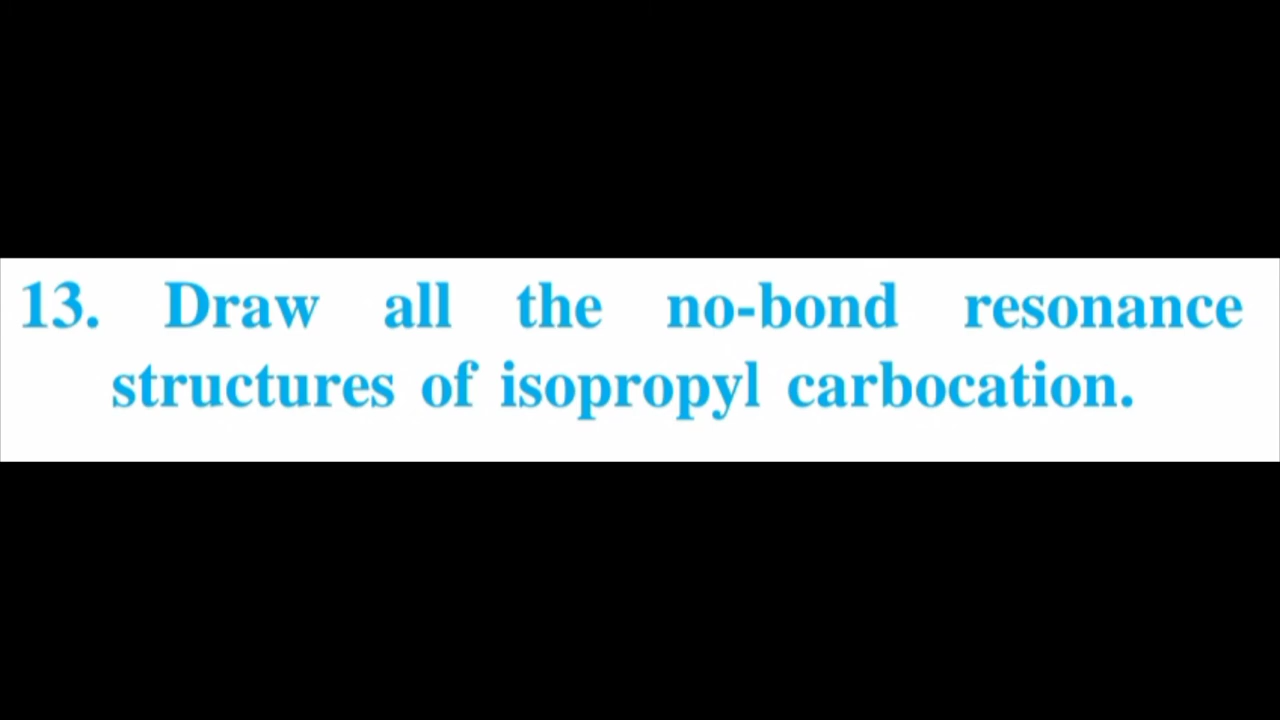 13. Draw all the no-bond resonance
structures of isopropyl carbocation.